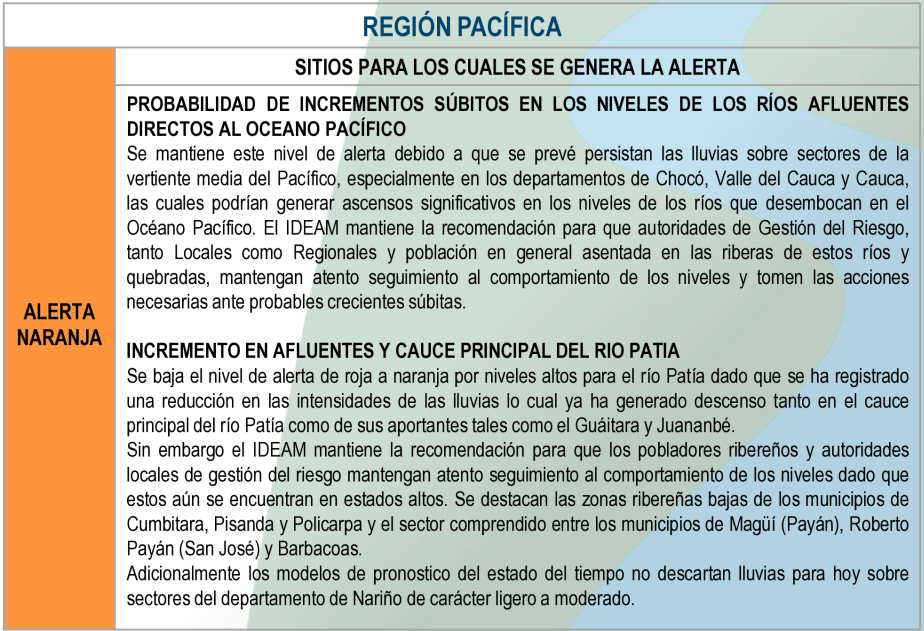 REGIÓN PACÍFICA
ALERTA
NARANJA
SITIOS PARA LOS CUALES SE GENERA LA ALERTA
PROBABILIDAD DE INCREMENTOS SÚBITOS EN LOS NIVELES DE LOS RÍOS AFLUENTES
DIRECTOS AL OCEANO PACÍFICO
Se mantiene este nivel de alerta debido a que se prevé persistan las lluvias sobre sectores de la
vertiente media del Pacífico, especialmente en los departamentos de Chocó, Valle del Cauca y Cauca,
las cuales podrían generar ascensos significativos en los niveles de los ríos que desembocan en el
Océano Pacífico. El IDEAM mantiene la recomendación para que autoridades de Gestión del Riesgo,
tanto Locales como Regionales y población en general asentada en las riberas de estos ríos y
quebradas, mantengan atento seguimiento al comportamiento de los niveles y tomen las acciones
necesarias ante probables crecientes súbitas.
INCREMENTO EN AFLUENTES Y CAUCE PRINCIPAL DEL RIO PATIA
Se baja el nivel de alerta de roja a naranja por niveles altos para el río Patía dado que se ha registrado
una reducción en las intensidades de las lluvias lo cual ya ha generado descenso tanto en el cauce
principal del río Patía como de sus aportantes tales como el Guáitara y Juananbé.
Sin embargo el IDEAM mantiene la recomendación para que los pobladores ribereños y autoridades
locales de gestión del riesgo mantengan atento seguimiento al comportamiento de los niveles dado que
estos aún se encuentran en estados altos. Se destacan las zonas ribereñas bajas de los municipios de
Cumbitara, Pisanda y Policarpa y el sector comprendido entre los municipios de Magüí (Payán), Roberto
Payán (San José) y Barbacoas.
Adicionalmente los modelos de pronostico del estado del tiempo no descartan lluvias para hoy sobre
sectores del departamento de Nariño de carácter ligero a moderado.